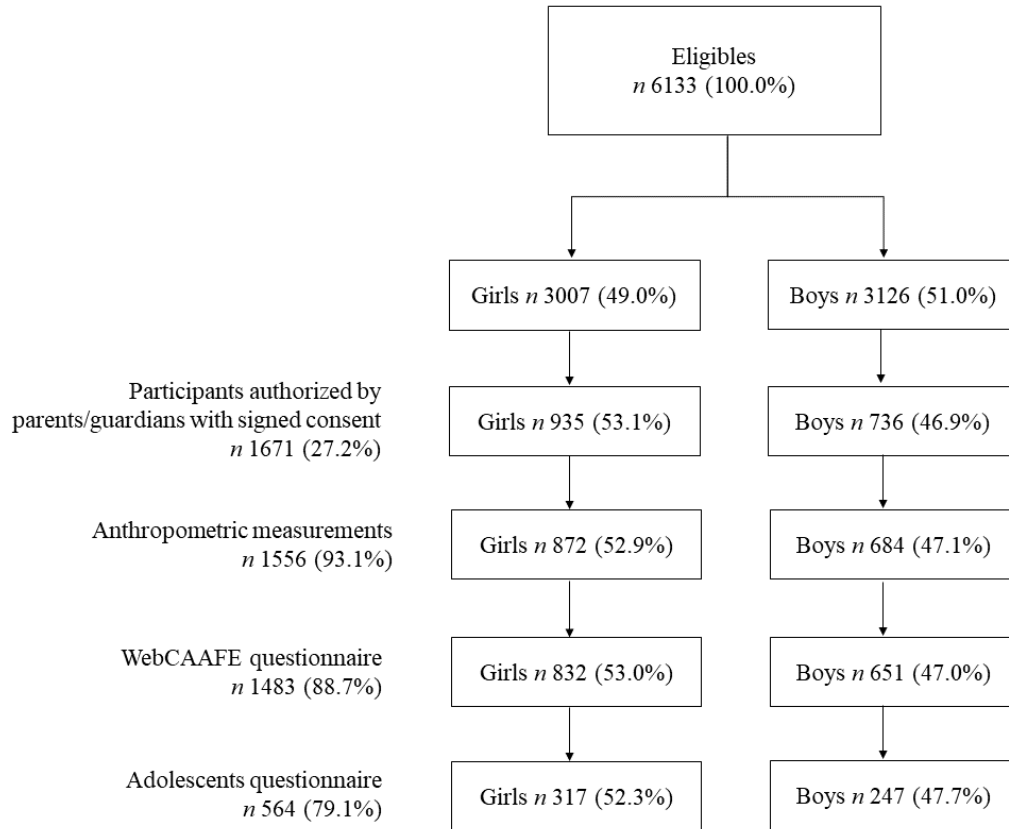 Eligibles
n 6133 (100.0%)
Girls n 3007 (49.0%)
Boys n 3126 (51.0%)
Participants authorized by
parents/guardians with signed consent
n 1671 (27.2%)
Girls n 935 (53.1%)
Boys n 736 (46.9%)
Anthropometric measurements
n 1556 (93.1%)
Girls n 872 (52.9%)
Boys n 684 (47.1%)
WebCAAFE questionnaire
n 1483 (88.7%)
Girls n 832 (53.0%)
Boys n 651 (47.0%)
Adolescents questionnaire
n 564 (79.1%)
Girls n 317 (52.3%)
Boys n 247 (47.7%)